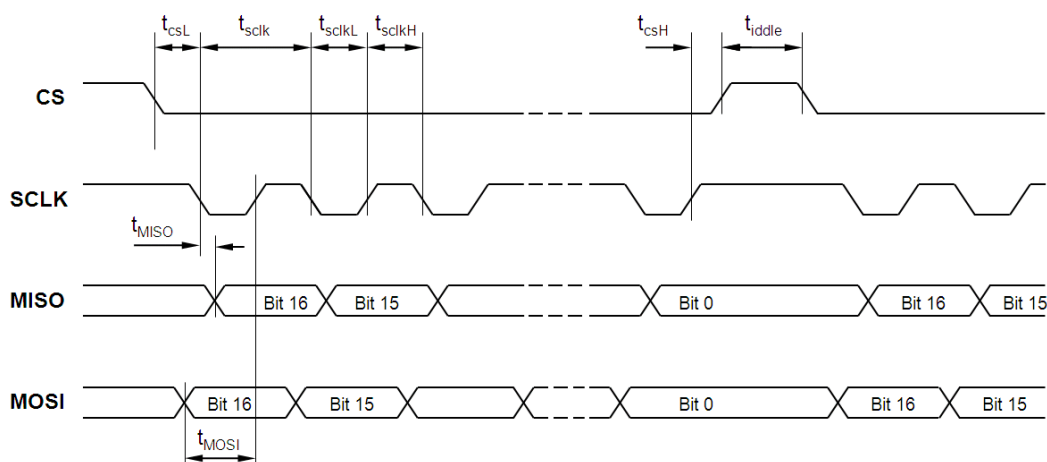 tcsL tsclk tsclkL tsclkH tcsH tiddle
CS
SCLK
tMISO
MISO Bit 16 Bit 15 Bit 0 Bit 16 Bit 15
MOSI Bit 16 Bit 15 Bit 0 Bit 16 Bit 15
tMOSI